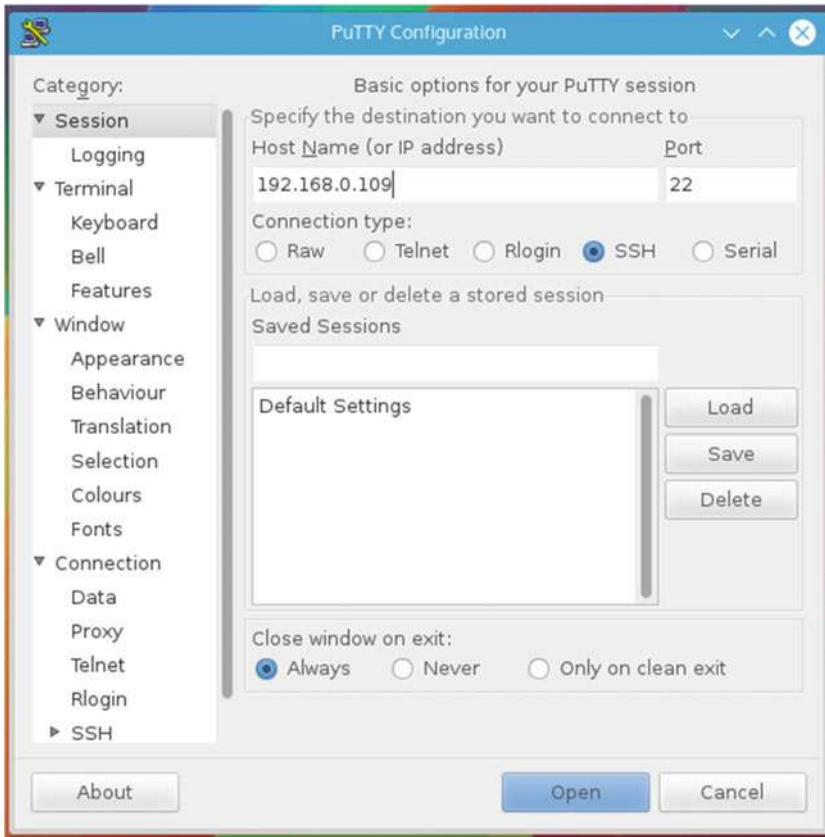 PuTTY Configuration
Category:
Session
Logging
Terminal
Keyboard
Bell
Features
Window
Appearance
Behaviour
Translation
Selection
Colours
Fonts
Connection
Data
Proxy
Telnet
Rlogin
SSH
Basic options for your PuTTY session
Specify the destination you want to connect to
Host Name (or IP address) Port
192.168.0.109 22
Connection type:
Raw Telnet Rlogin SSH Serial
Load, save or delete a stored session
Saved Sessions
Default Settings
Load
Save
Delete
Close window on exit:
Always Never Only on clean exit
About Open Cancel